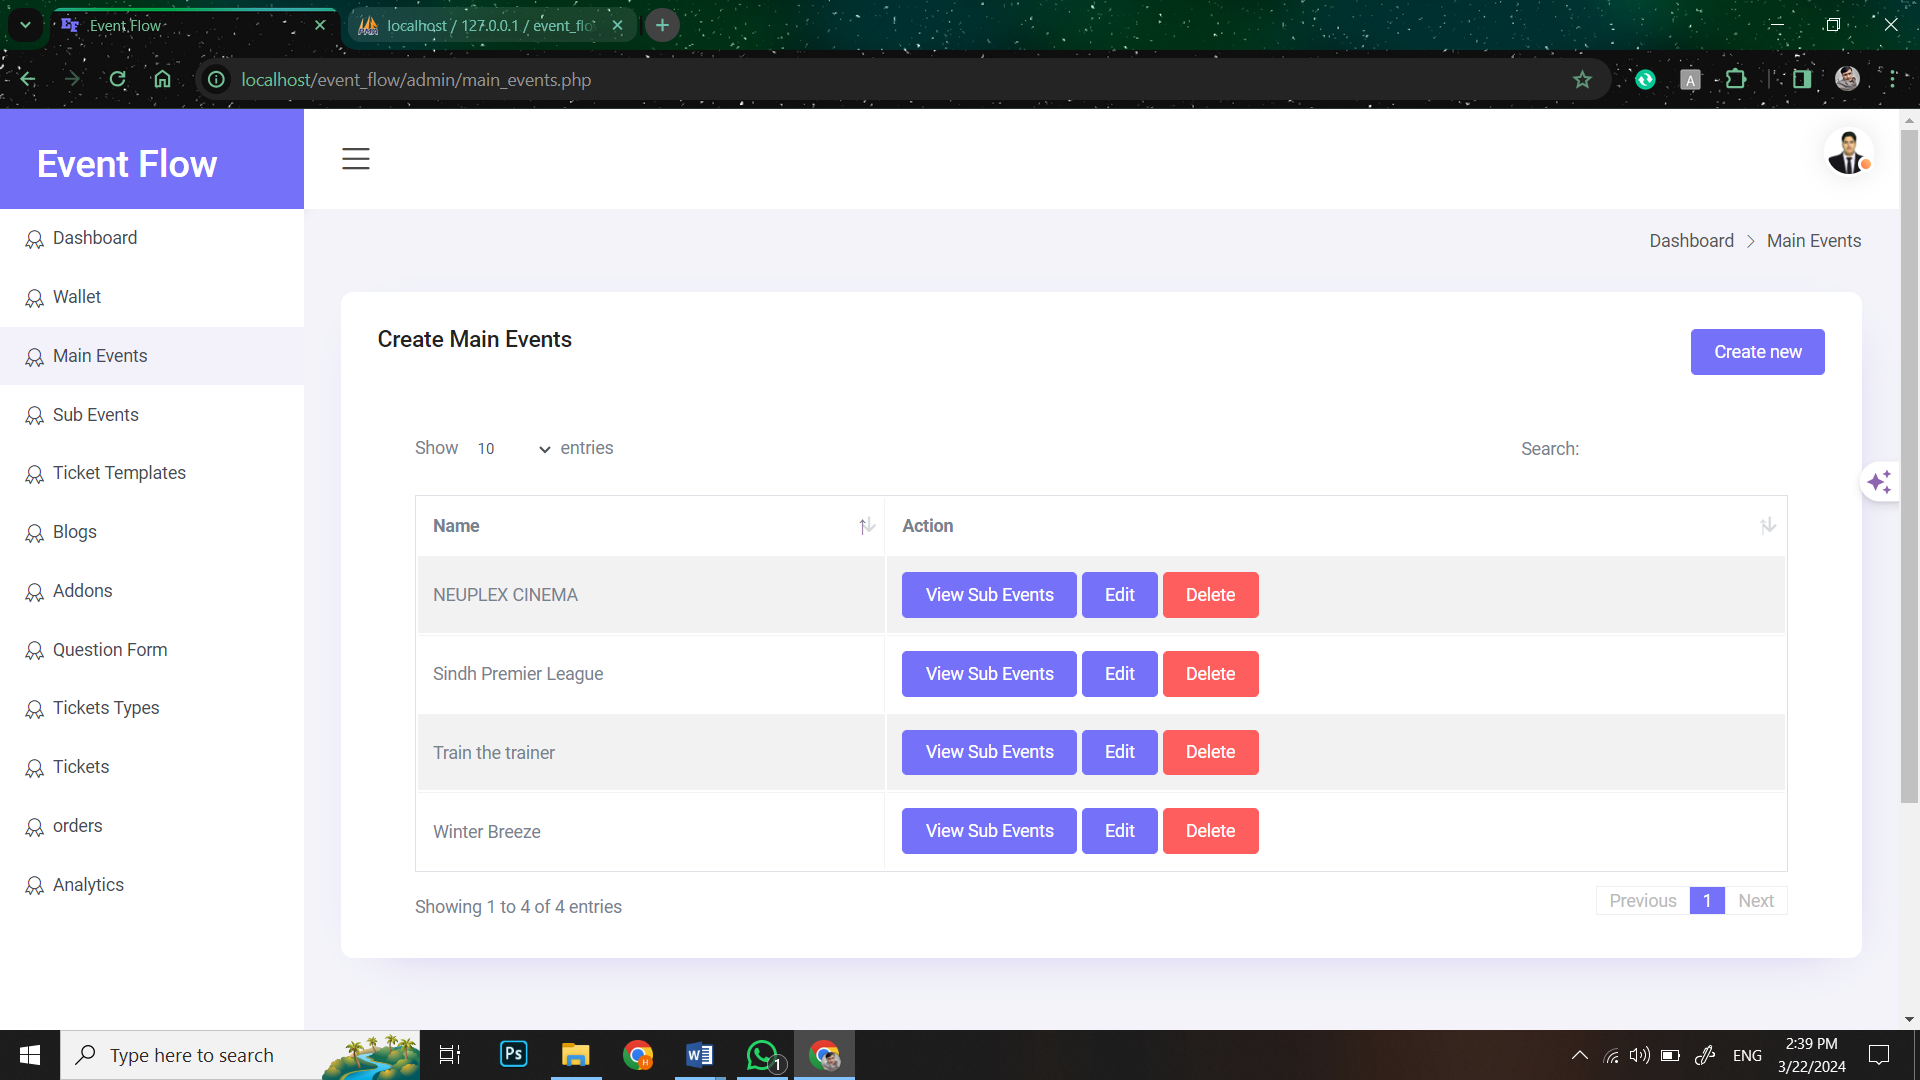 EF Event Flow
localhost / 127.0.0.1 / event_flo
localhost/event_flow/admin/main_events.php
A
Event Flow
Dashboard > Main Events
Dashboard
Wallet
Main Events
Sub Events
Ticket Templates
Blogs
Addons
Question Form
Tickets Types
Tickets
orders
Analytics
Create Main Events
Create new
Show 10 entries
Search:
Name Action
NEUPLEX CINEMA View Sub Events Edit Delete
Sindh Premier League View Sub Events Edit Delete
Train the trainer View Sub Events Edit Delete
Winter Breeze View Sub Events Edit Delete
Showing 1 to 4 of 4 entries
Previous 1 Next
Type here to search
Ps
H
W
1
ENG
2:39 PM
3/22/2024